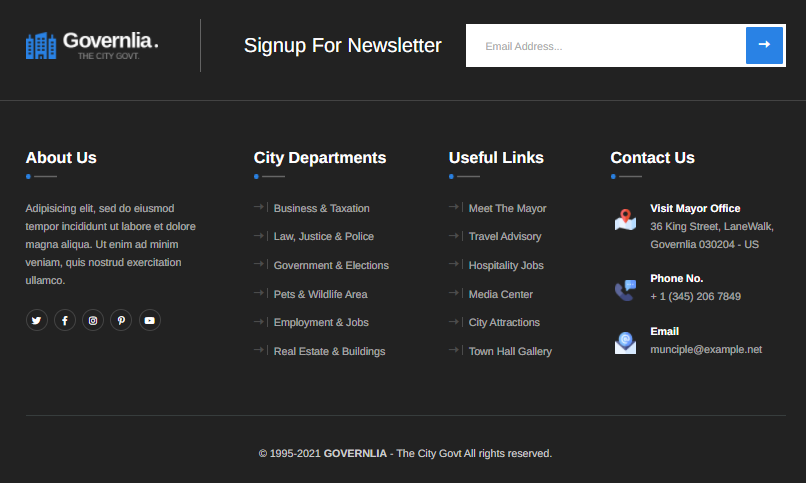 Governlia.
THE CITY GOVT.
Signup For Newsletter
Email Address...
About Us
Adipisicing elit, sed do eiusmod
tempor incididunt ut labore et dolore
magna aliqua. Ut enim ad minim
veniam, quis nostrud exercitation
ullamco.
City Departments
Business & Taxation
Law, Justice & Police
Government & Elections
Pets & Wildlife Area
Employment & Jobs
Real Estate & Buildings
Useful Links
Meet The Mayor
Travel Advisory
Hospitality Jobs
Media Center
City Attractions
Town Hall Gallery
Contact Us
Visit Mayor Office
36 King Street, LaneWalk,
Governlia 030204 - US
Phone No.
+ 1 (345) 206 7849
Email
munciple@example.net
© 1995-2021 GOVERNLIA - The City Govt All rights reserved.